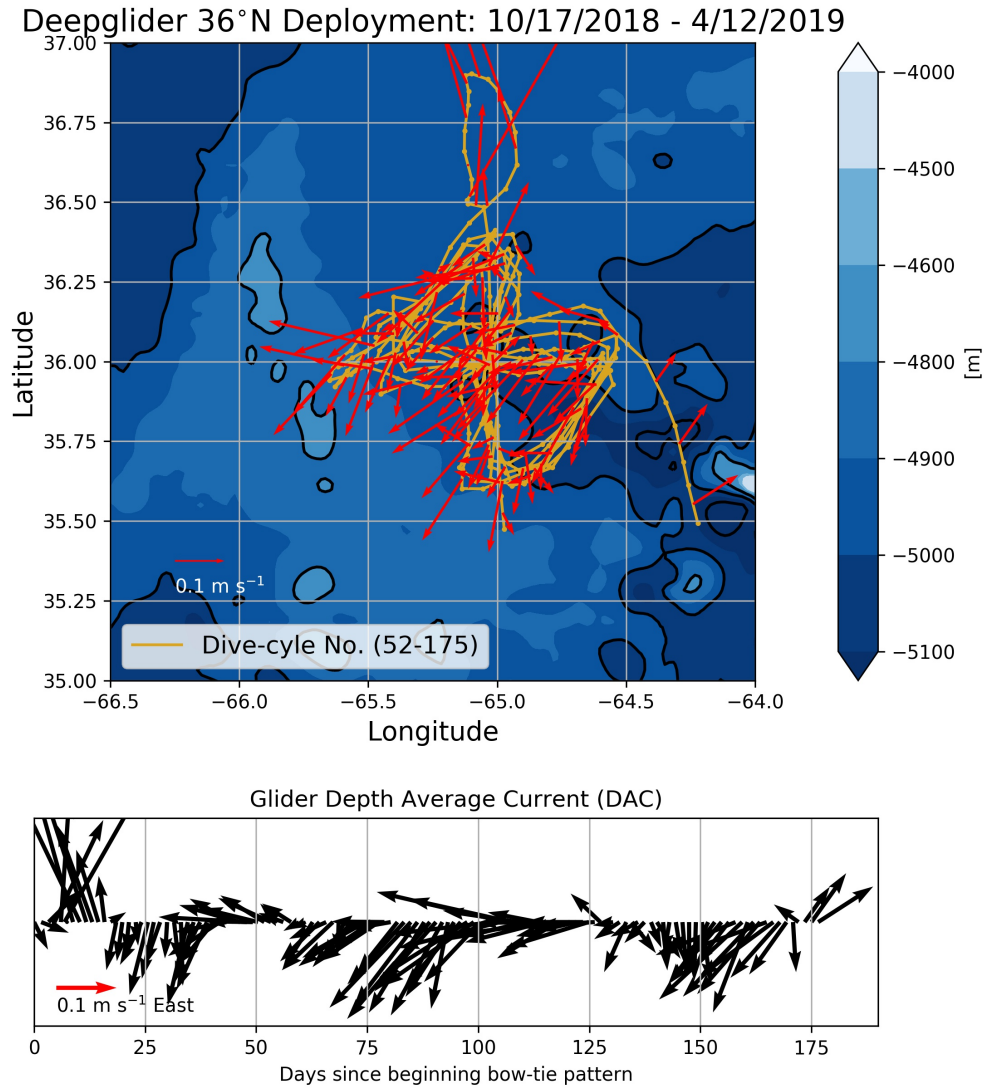 Deepglider 36°N Deployment: 10/17/2018 - 4/12/2019
37.00
36.75
36.50
36.25
36.00
35.75
35.50
35.25
35.00
Latitude
0.1 m s⁻¹
Dive-cyle No. (52-175)
−66.5 −66.0 −65.5 −65.0 −64.5 −64.0
Longitude
−4000
−4500
−4600
−4800
−4900
−5000
−5100
[m]
Glider Depth Average Current (DAC)
0.1 m s⁻¹ East
0 25 50 75 100 125 150 175
Days since beginning bow-tie pattern